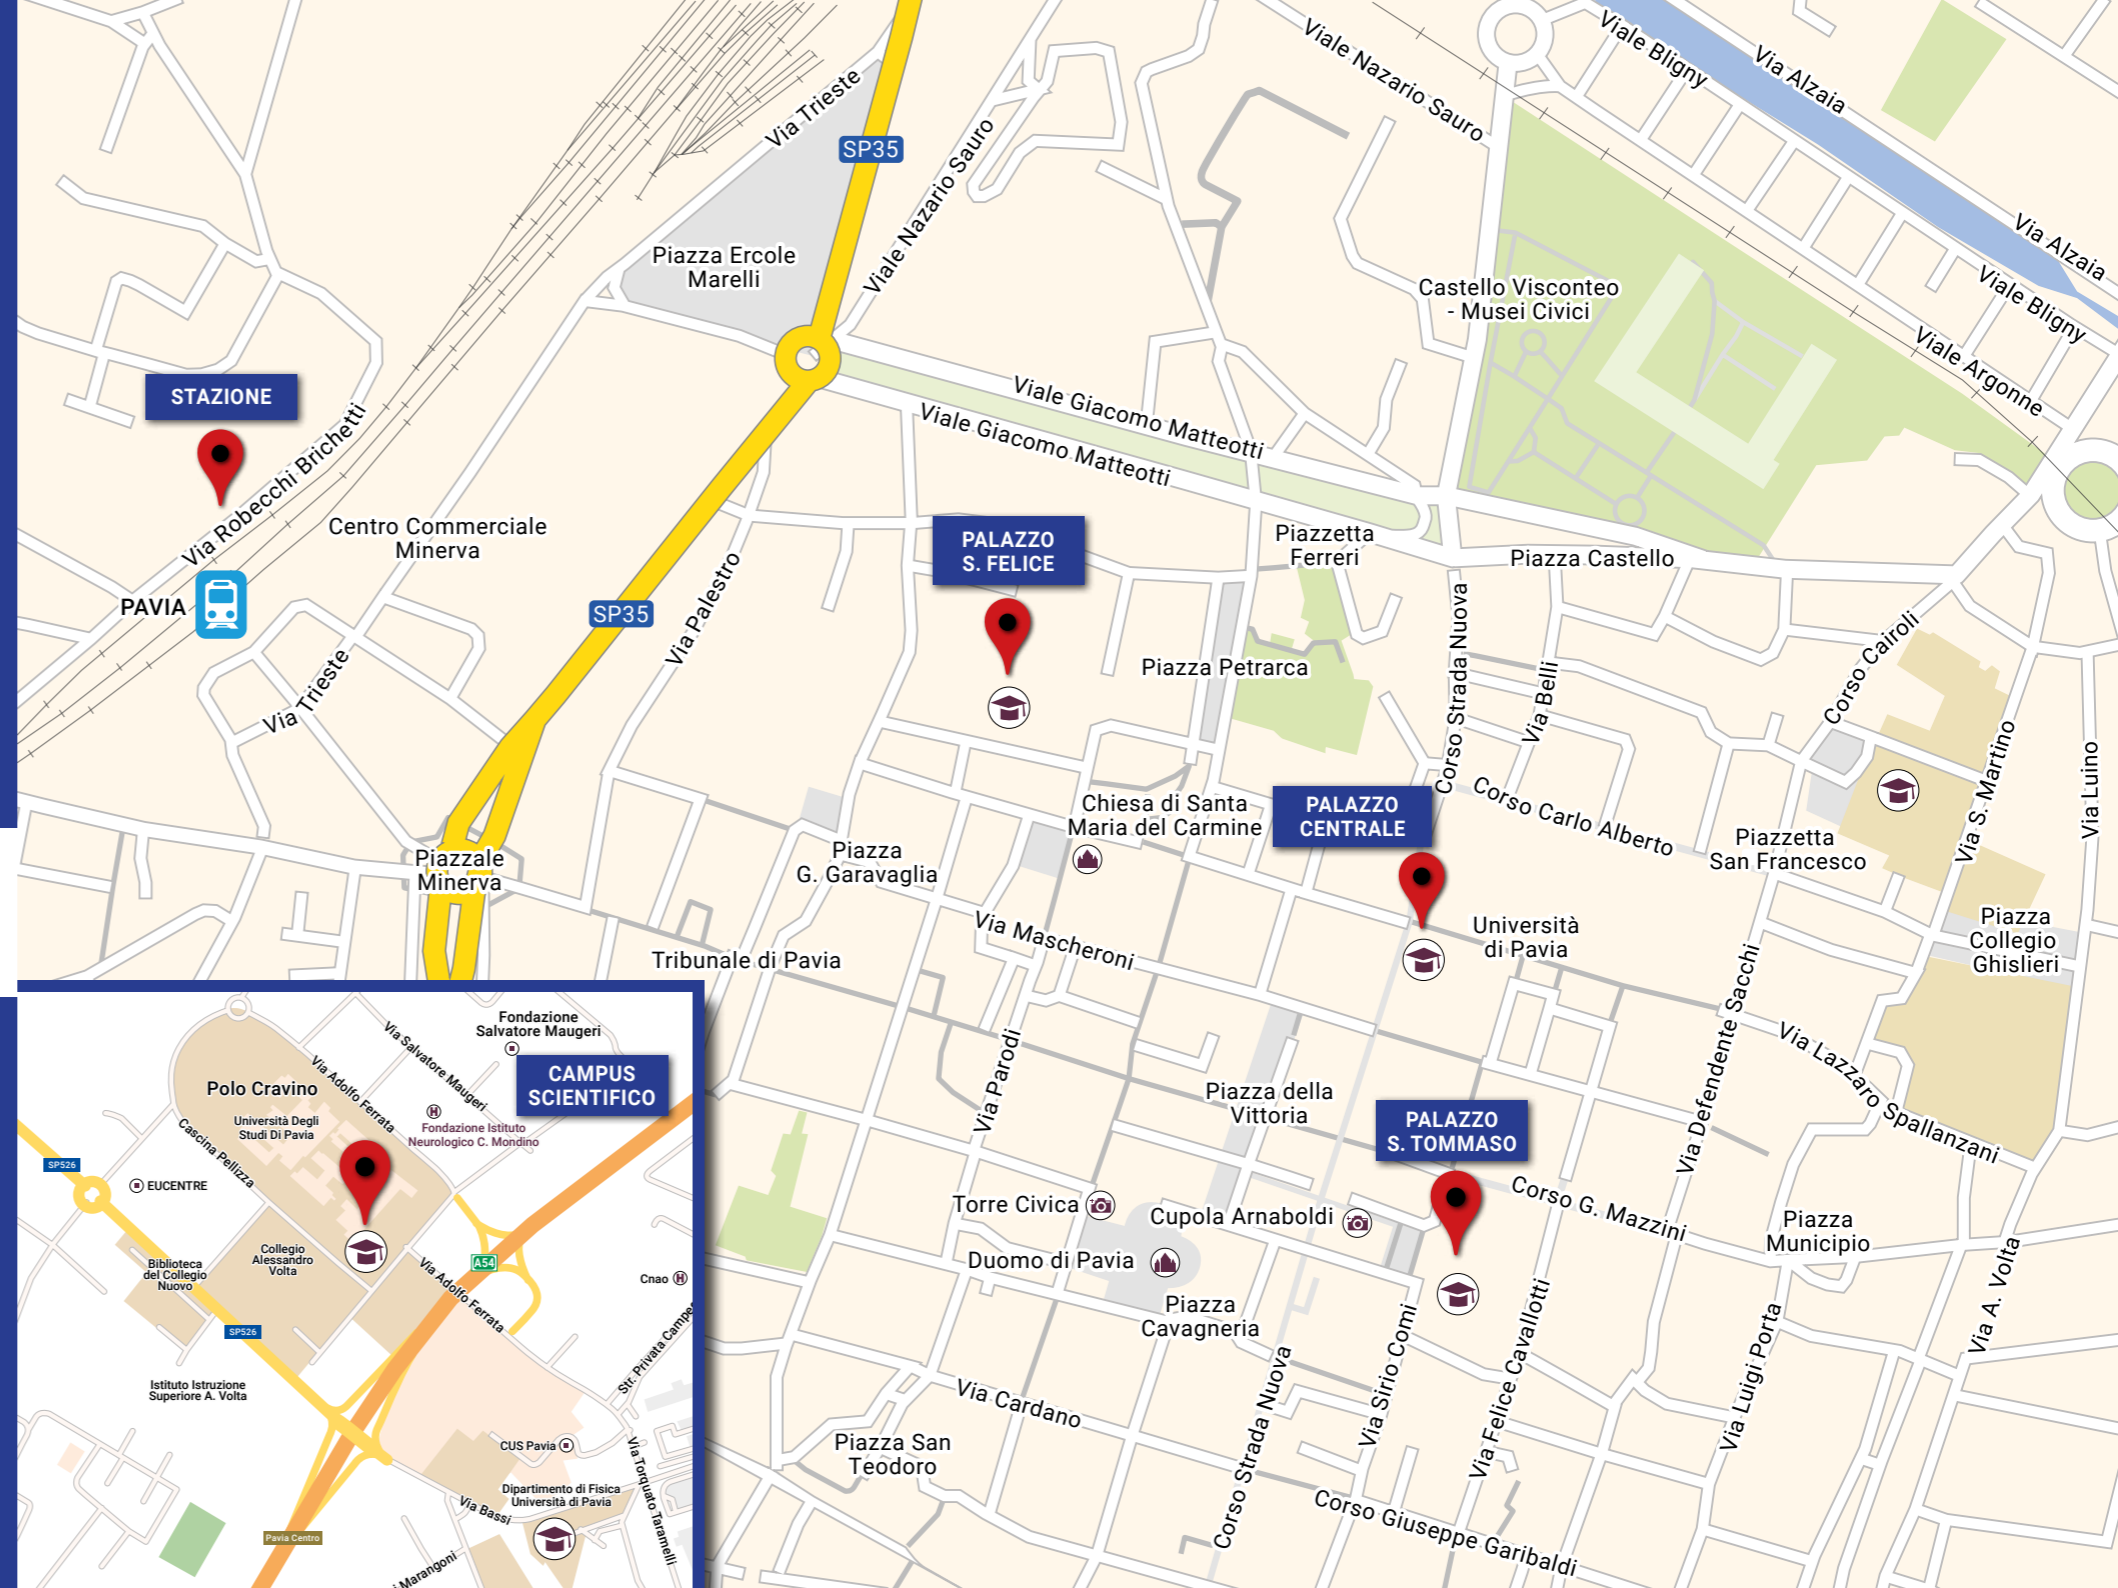 Viale Nazario Sauro
Viale Bligny
Via Alzaia
Via Trieste
SP35
Viale Nazario Sauro
Via Alzaia
Piazza Ercole
Marelli
Castello Visconteo
- Musei Civici
Viale Bligny
Viale Argonne
STAZIONE
Viale Giacomo Matteotti
Viale Giacomo Matteotti
Via Robecchi Brichetti
Centro Commerciale
Minerva
PALAZZO
S. FELICE
Piazzetta
Ferreri
Piazza Castello
PAVIA
SP35
Via Palestro
Corso Strada Nuova
Via Belli
Corso Cairoli
Via Trieste
Piazza Petrarca
Via S. Martino
Via Luino
Chiesa di Santa
Maria del Carmine
PALAZZO
CENTRALE
Corso Carlo Alberto
Piazzetta
San Francesco
Piazzale
Minerva
Piazza
G. Garavaglia
Via Mascheroni
Università
di Pavia
Piazza
Collegio
Ghislieri
Tribunale di Pavia
Via Defendente Sacchi
Via Lazzaro Spallanzani
Via Parodi
Piazza della
Vittoria
PALAZZO
S. TOMMASO
Torre Civica
Cupola Arnaboldi
Corso G. Mazzini
Piazza
Municipio
Duomo di Pavia
Piazza
Cavagneria
Via A. Volta
Via Sirio Comi
Via Felice Cavallotti
Via Luigi Porta
Corso Strada Nuova
Via Cardano
Piazza San
Teodoro
Corso Giuseppe Garibaldi
Fondazione
Salvatore Maugeri
Via Salvatore Maugeri
CAMPUS
SCIENTIFICO
Via Adolfo Ferrata
Polo Cravino
Università Degli
Studi Di Pavia
Fondazione Istituto
Neurologico C. Mondino
Cascina Pellizza
SP526
EUCENTRE
Biblioteca
del Collegio
Nuovo
Collegio
Alessandro
Volta
A54
Via Adolfo Ferrata
Cnao
SP526
Str. Privata Campe
Istituto Istruzione
Superiore A. Volta
CUS Pavia
Via Torquato Taramelli
Dipartimento di Fisica
Università di Pavia
Via Bassi
Pavia Centro
i Marangoni